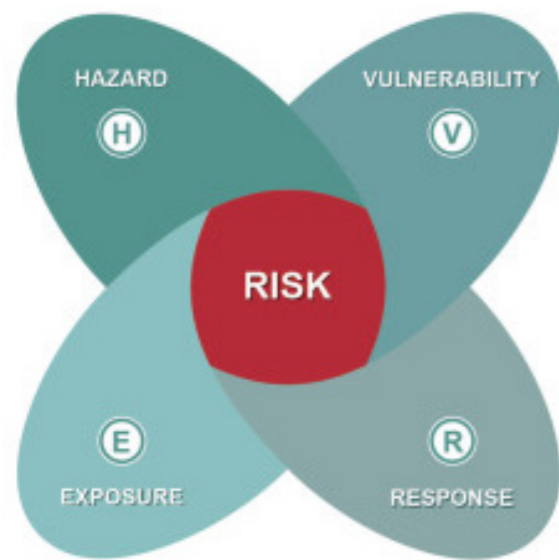 HAZARD
VULNERABILITY
H
V
RISK
E
R
EXPOSURE
RESPONSE